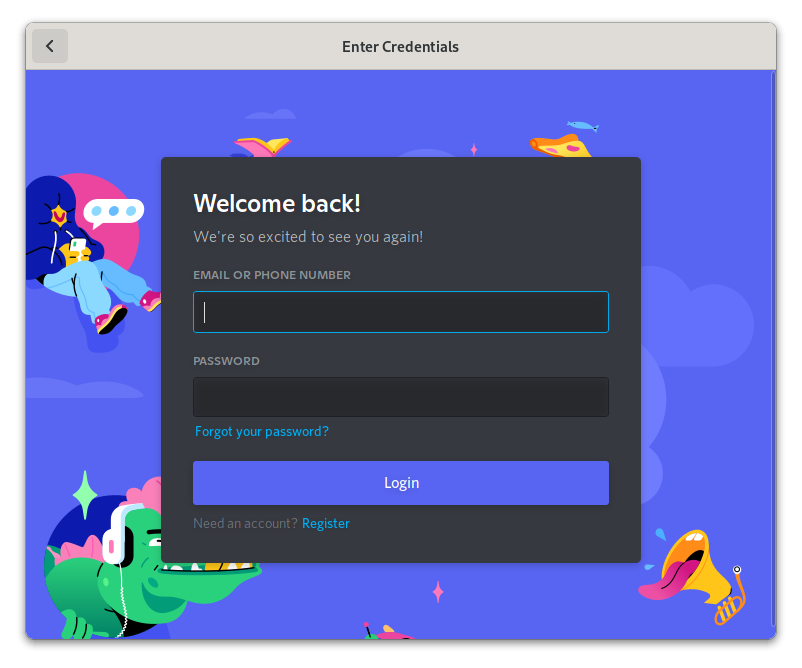 Enter Credentials
Welcome back!
We're so excited to see you again!
EMAIL OR PHONE NUMBER
PASSWORD
Forgot your password?
Login
Need an account? Register